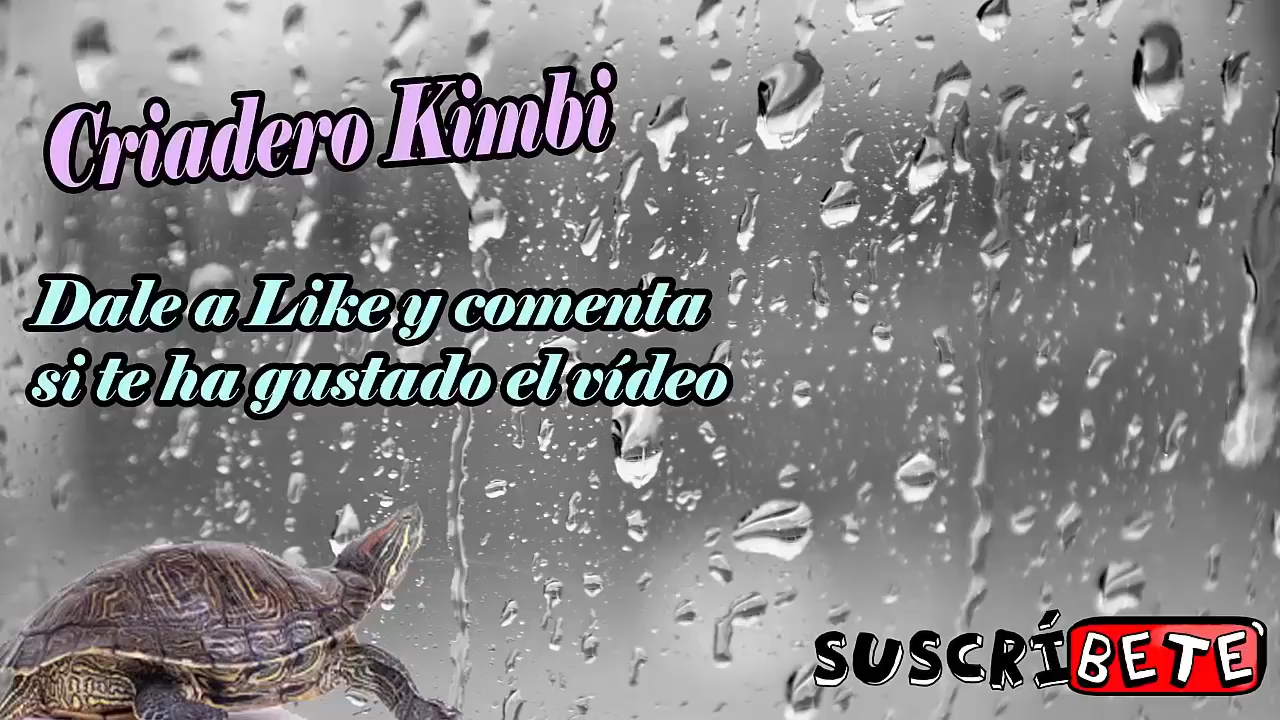 Criadero Kimbi
Dale a Like y comenta
si te ha gustado el vídeo
SUSCRÍBETE